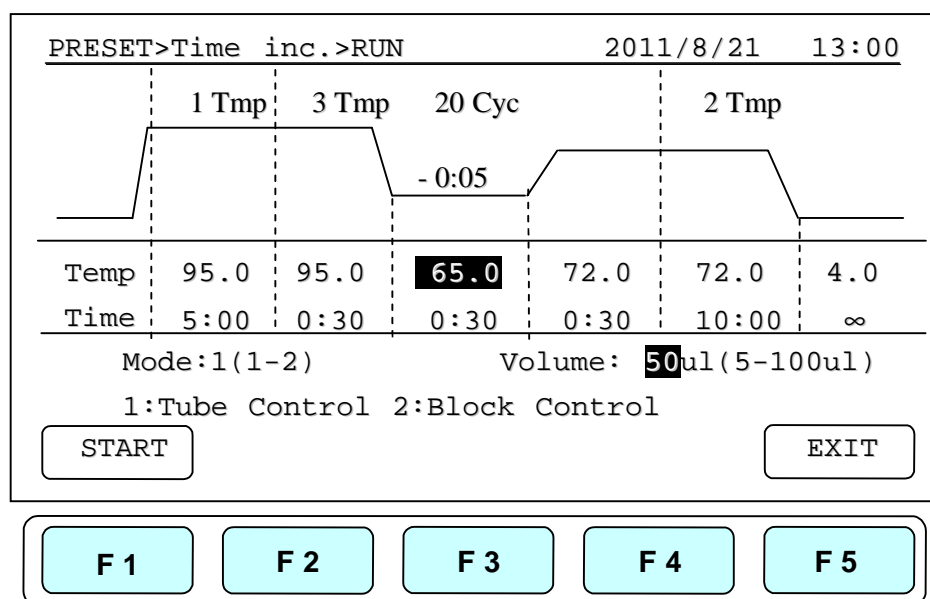 PRESET>Time inc.>RUN 2011/8/21 13:00
1 Tmp 3 Tmp 20 Cyc 2 Tmp
- 0:05
Temp 95.0 95.0 65.0 72.0 72.0 4.0
Time 5:00 0:30 0:30 0:30 10:00 ∞
Mode:1(1-2) Volume: 50ul(5-100ul)
1:Tube Control 2:Block Control
START EXIT
F 1 F 2 F 3 F 4 F 5